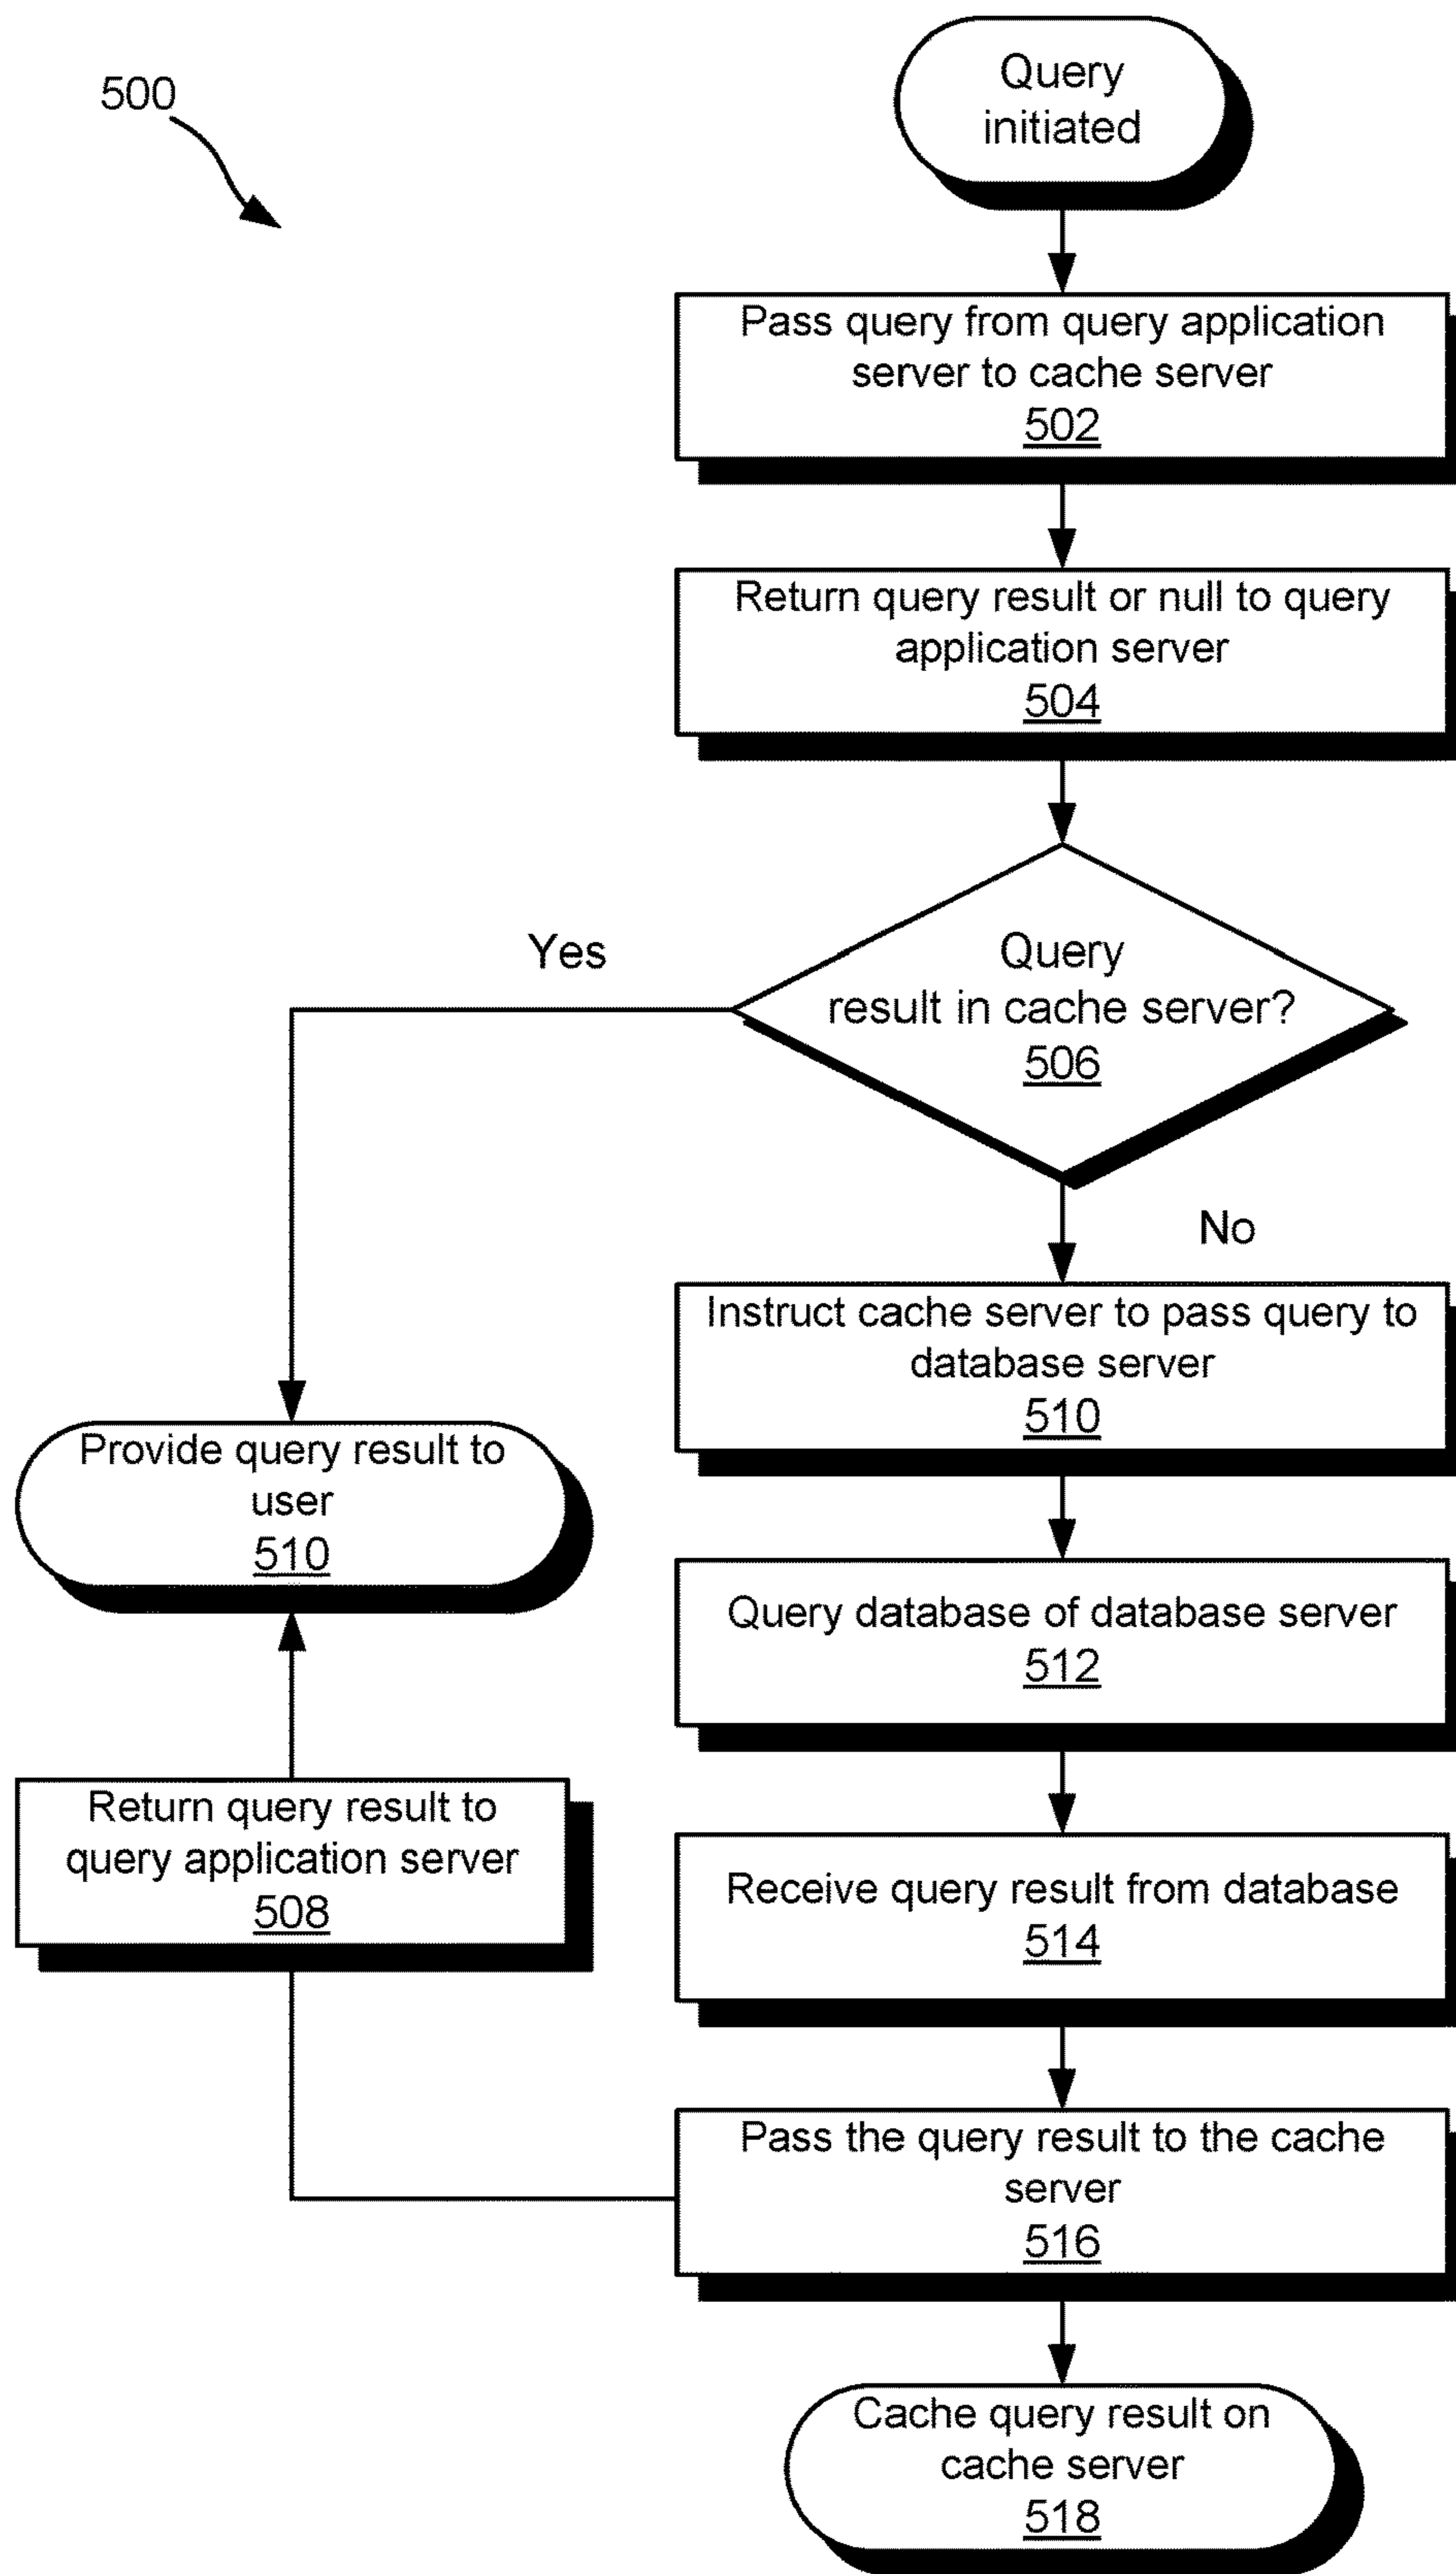 500
Query
initiated
Pass query from query application
server to cache server
502
Return query result or null to query
application server
504
Query
result in cache server?
506
Yes
No
Instruct cache server to pass query to
database server
510
Provide query result to
user
510
Query database of database server
512
Return query result to
query application server
508
Receive query result from database
514
Pass the query result to the cache
server
516
Cache query result on
cache server
518